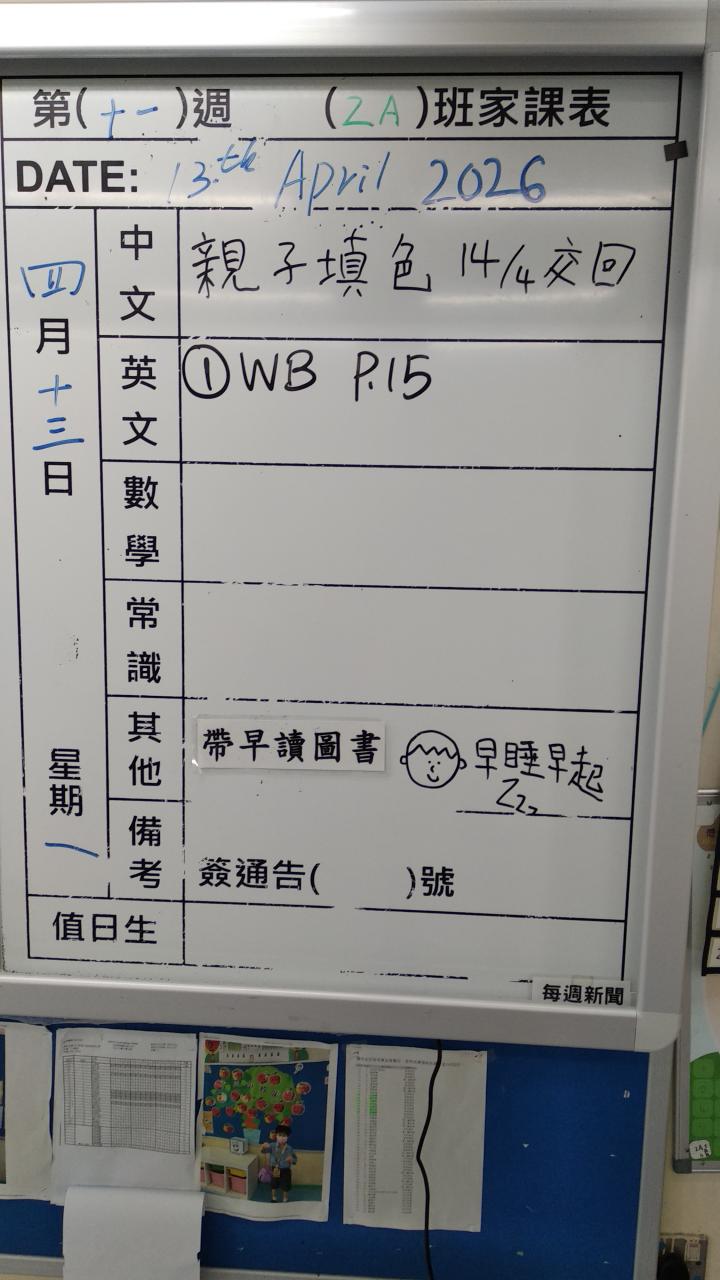 第(十一)週 (2A)班家課表
DATE: 13.th April 2026
四月十三日 星期一
中文 親子填色 14/4交回
英文 ①WB P.15
數學
常識
其他 帶早讀圖書 早睡早起 Zzz
備考 簽通告( )號
值日生
每週新聞